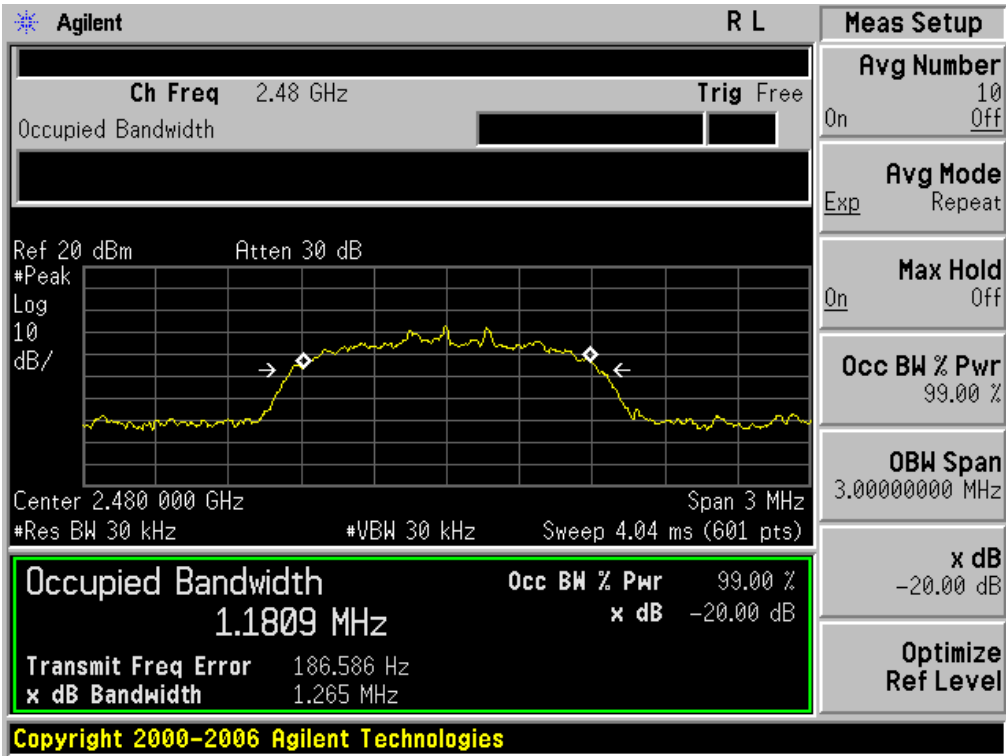 Agilent R L
Ch Freq 2.48 GHz Trig Free
Occupied Bandwidth
Ref 20 dBm Atten 30 dB
#Peak
Log
10
dB/
Center 2.480 000 GHz Span 3 MHz
#Res BW 30 kHz #VBW 30 kHz Sweep 4.04 ms (601 pts)
Occupied Bandwidth Occ BW % Pwr 99.00 %
1.1809 MHz x dB -20.00 dB
Transmit Freq Error 186.586 Hz
x dB Bandwidth 1.265 MHz
Copyright 2000-2006 Agilent Technologies
Meas Setup
Avg Number
10
On Off
Avg Mode
Exp Repeat
Max Hold
On Off
Occ BW % Pwr
99.00 %
OBW Span
3.00000000 MHz
x dB
-20.00 dB
Optimize
Ref Level